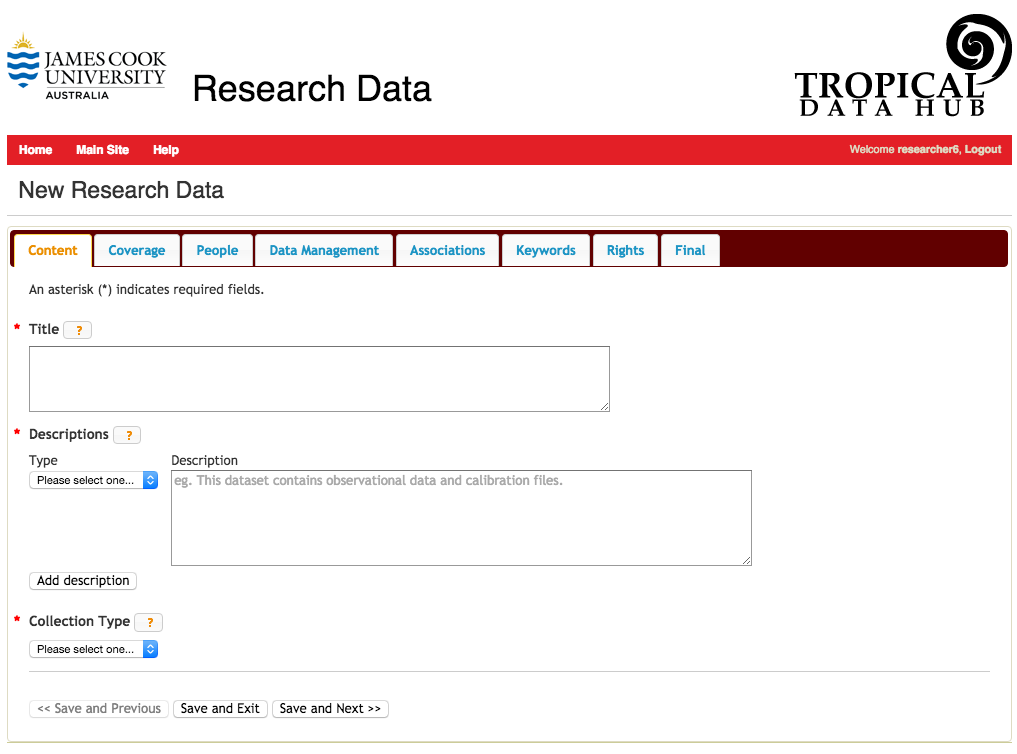 JAMES COOK
UNIVERSITY
AUSTRALIA
Research Data
TROPICAL
DATA HUB
Home Main Site Help Welcome researcher6, Logout
New Research Data
Content Coverage People Data Management Associations Keywords Rights Final
An asterisk (*) indicates required fields.
* Title ?
* Descriptions ?
Type Description
Please select one... eg. This dataset contains observational data and calibration files.
Add description
* Collection Type ?
Please select one...
<< Save and Previous Save and Exit Save and Next >>